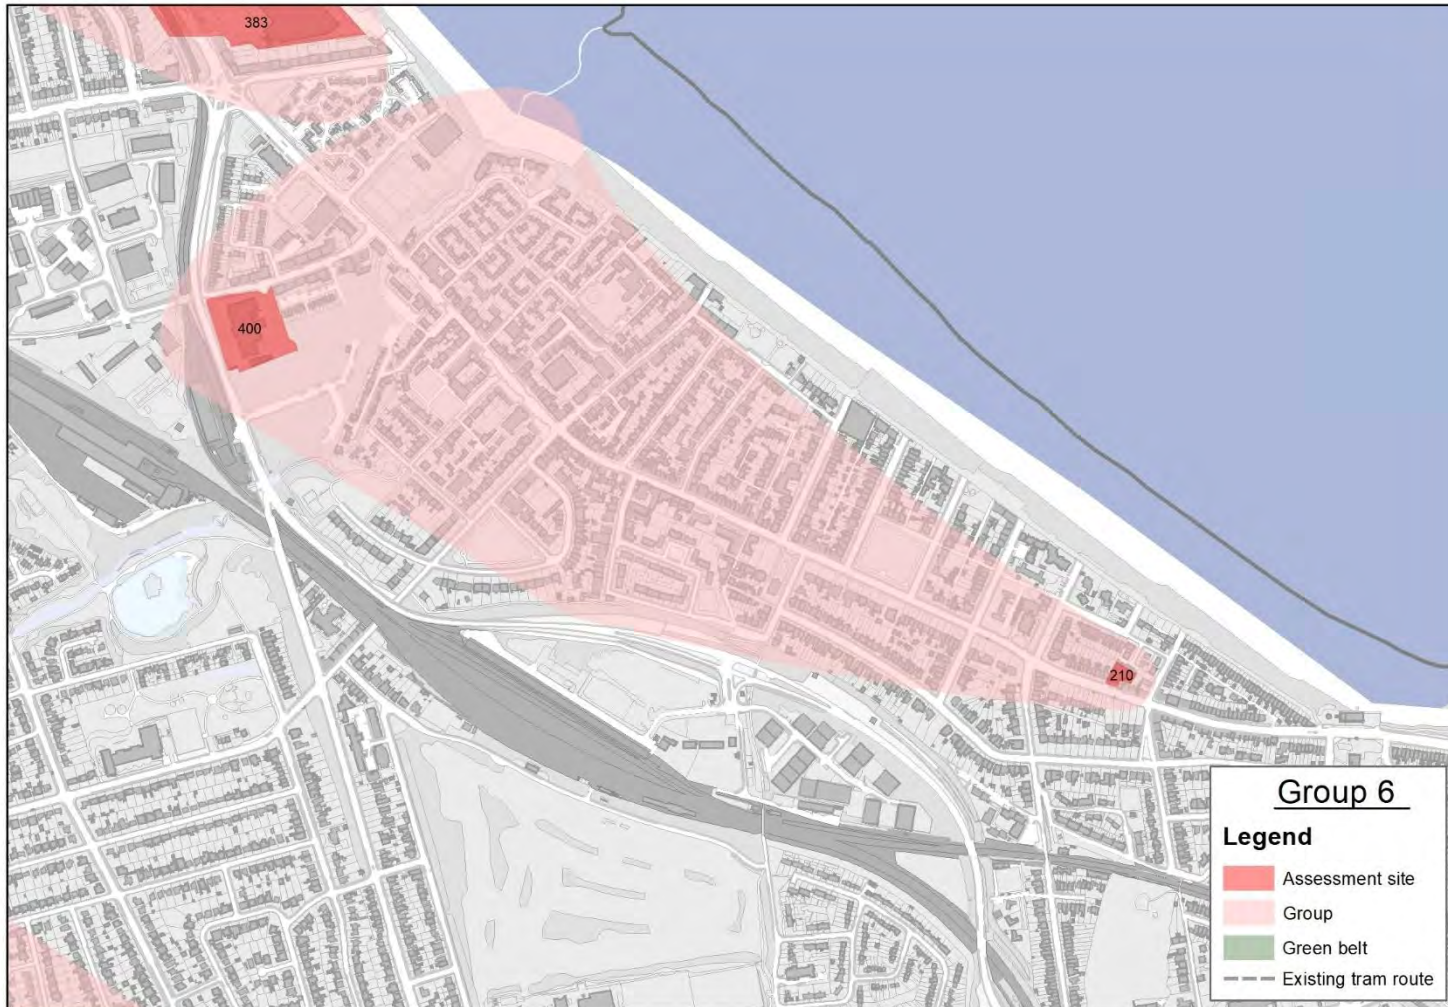 383
400
210
Group 6
Legend
Assessment site
Group
Green belt
Existing tram route